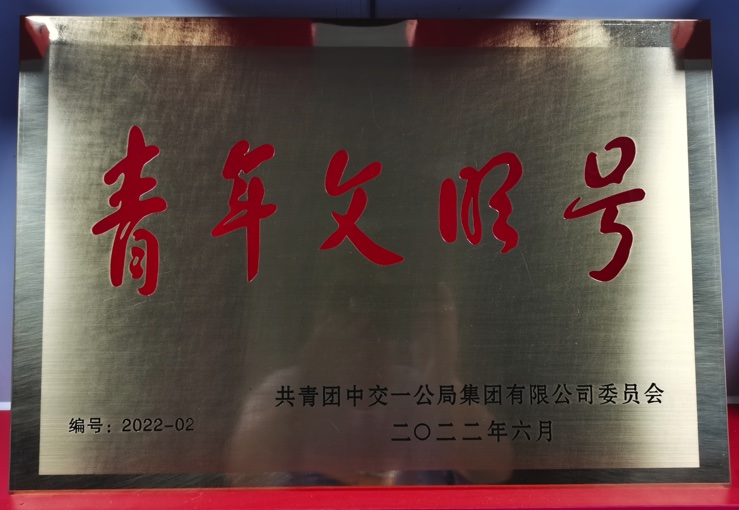 青年文明号
共青团中交一公局集团有限公司委员会
编号：2022-02
二〇二二年六月